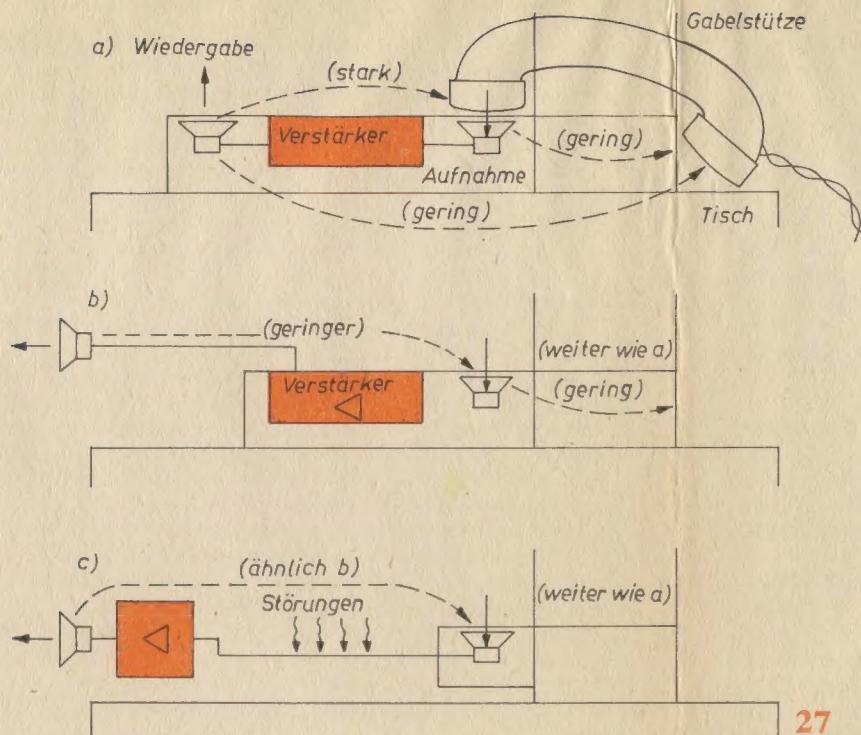 Gabelstütze
a) Wiedergabe
(stark)
Verstärker
(gering)
Aufnahme
(gering)
Tisch
b)
(geringer)
(weiter wie a)
Verstärker
(gering)
c)
(ähnlich b)
Störungen
(weiter wie a)
27